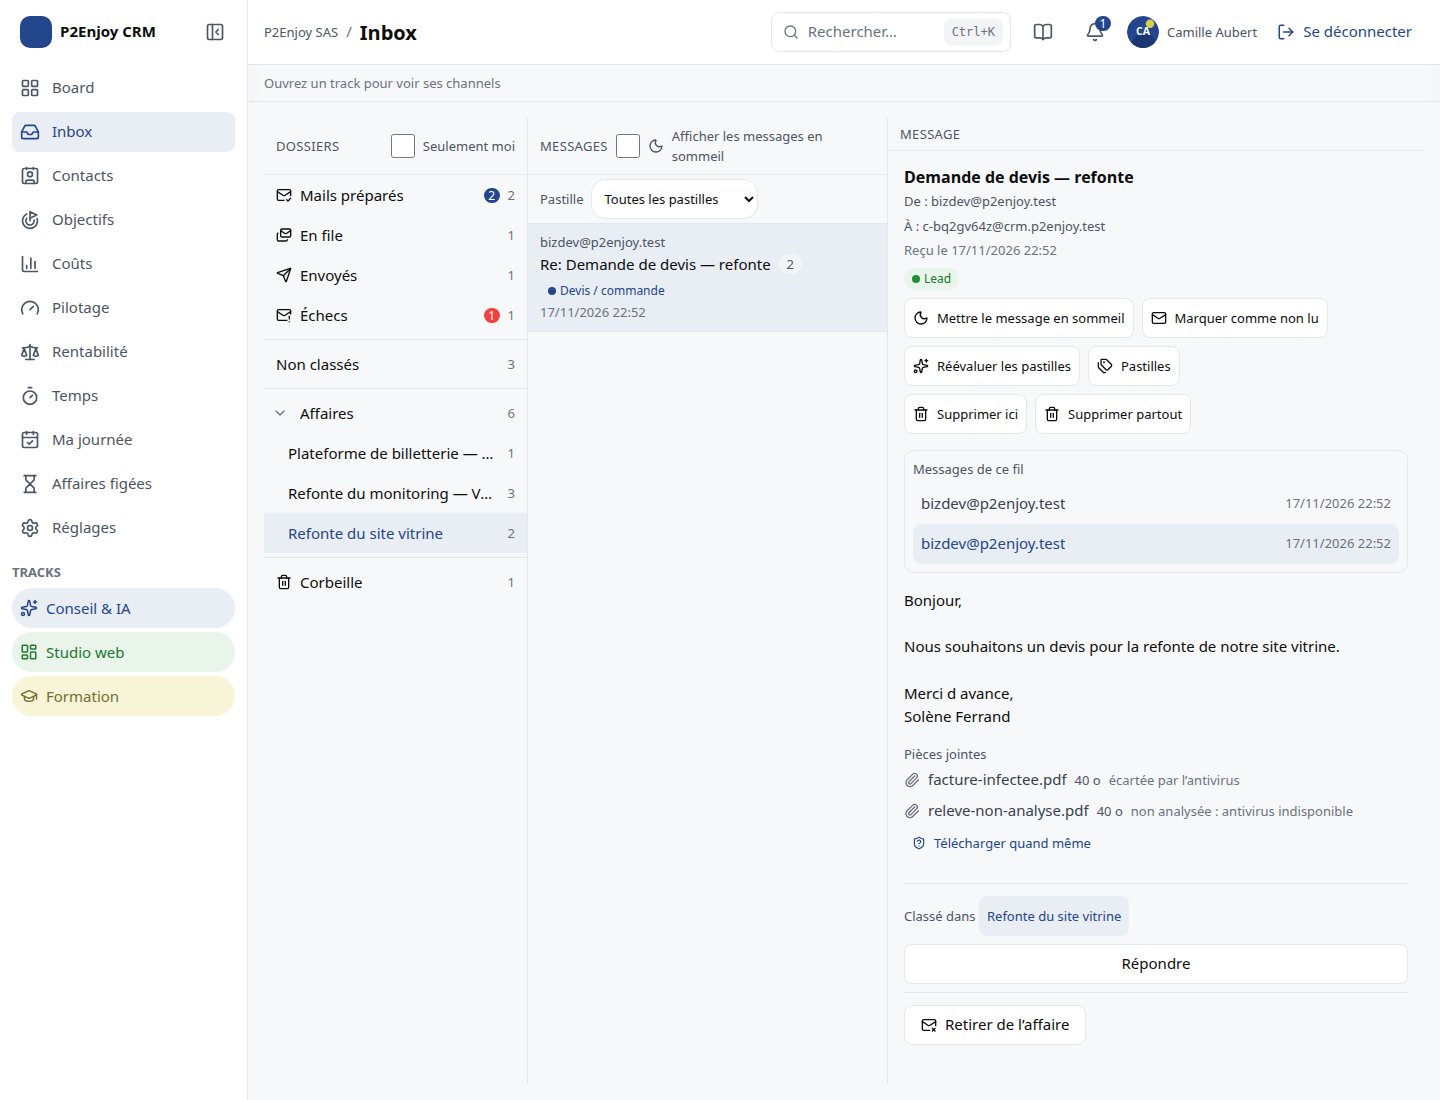 P2Enjoy CRM
Board
Inbox
Contacts
Objectifs
Coûts
Pilotage
Rentabilité
Temps
Ma journée
Affaires figées
Réglages
TRACKS
Conseil & IA
Studio web
Formation
P2Enjoy SAS / Inbox
Rechercher... Ctrl+K
1
CA Camille Aubert
Se déconnecter
Ouvrez un track pour voir ses channels
DOSSIERS Seulement moi
Mails préparés 2 2
En file 1
Envoyés 1
Échecs 1 1
Non classés 3
Affaires 6
Plateforme de billetterie — ... 1
Refonte du monitoring — V... 3
Refonte du site vitrine 2
Corbeille 1
MESSAGES Afficher les messages en
sommeil
Pastille Toutes les pastilles
bizdev@p2enjoy.test
Re: Demande de devis — refonte 2
Devis / commande
17/11/2026 22:52
MESSAGE
Demande de devis — refonte
De : bizdev@p2enjoy.test
À : c-bq2gv64z@crm.p2enjoy.test
Reçu le 17/11/2026 22:52
Lead
Mettre le message en sommeil Marquer comme non lu
Réévaluer les pastilles Pastilles
Supprimer ici Supprimer partout
Messages de ce fil
bizdev@p2enjoy.test 17/11/2026 22:52
bizdev@p2enjoy.test 17/11/2026 22:52
Bonjour,
Nous souhaitons un devis pour la refonte de notre site vitrine.
Merci d avance,
Solène Ferrand
Pièces jointes
facture-infectee.pdf 40 o écartée par l’antivirus
releve-non-analyse.pdf 40 o non analysée : antivirus indisponible
Télécharger quand même
Classé dans Refonte du site vitrine
Répondre
Retirer de l’affaire